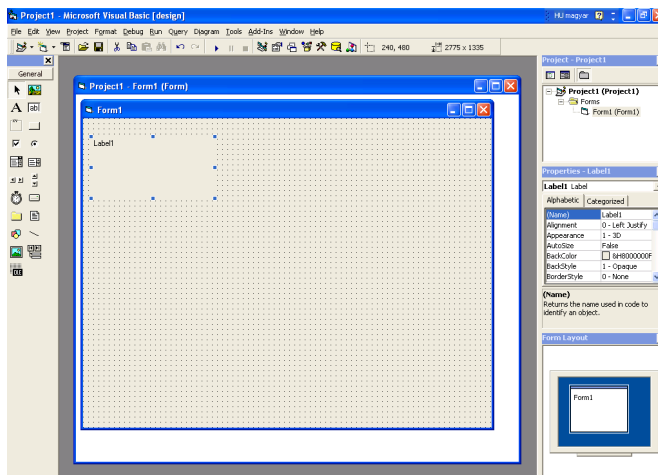 Project1 - Microsoft Visual Basic [design]
HU magyar
File Edit View Project Format Debug Run Query Diagram Tools Add-Ins Window Help
240, 480
2775 x 1335
General
A
ab
OLE
Project1 - Form1 (Form)
Form1
Label1
Project - Project1
Project1 (Project1)
Forms
Form1 (Form1)
Properties - Label1
Label1 Label
Alphabetic Categorized
(Name) Label1
Alignment 0 - Left Justify
Appearance 1 - 3D
AutoSize False
BackColor &H8000000F
BackStyle 1 - Opaque
BorderStyle 0 - None
(Name)
Returns the name used in code to
identify an object.
Form Layout
Form1